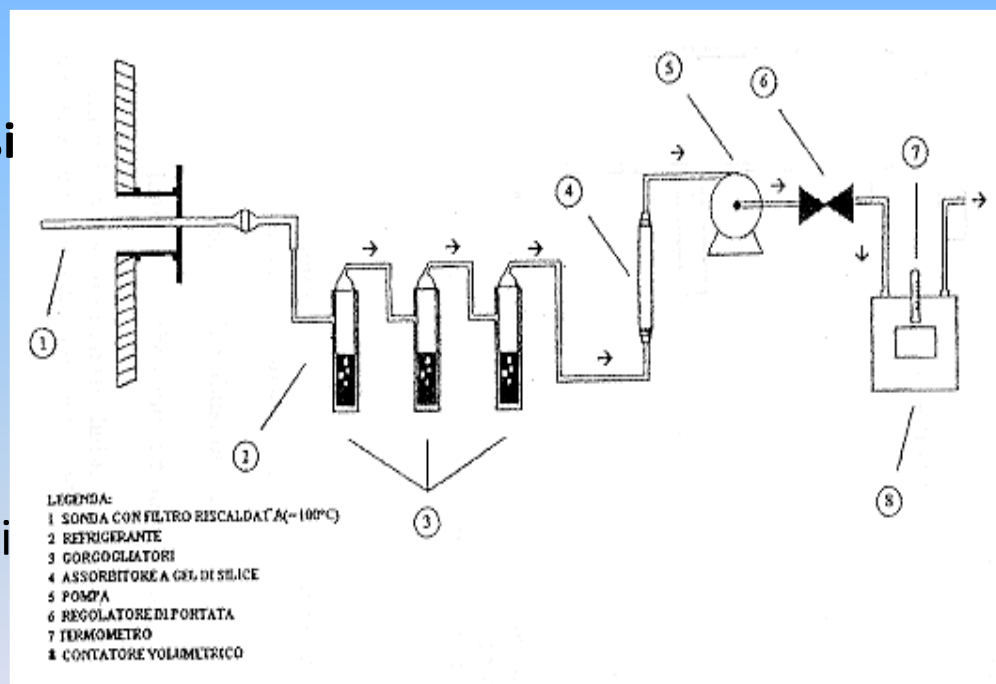 si
5
6
7
4
1
2
3
8
LEGENDA:
1 SONDA CON FILTRO RISCALDATA(~100°C)
i
2 REFRIGERANTE
3 GORGOGLIATORI
4 ASSORBITORE A GEL DI SILICE
5 POMPA
6 REGOLATORE DI PORTATA
7 TERMOMETRO
8 CONTATORE VOLUMETRICO